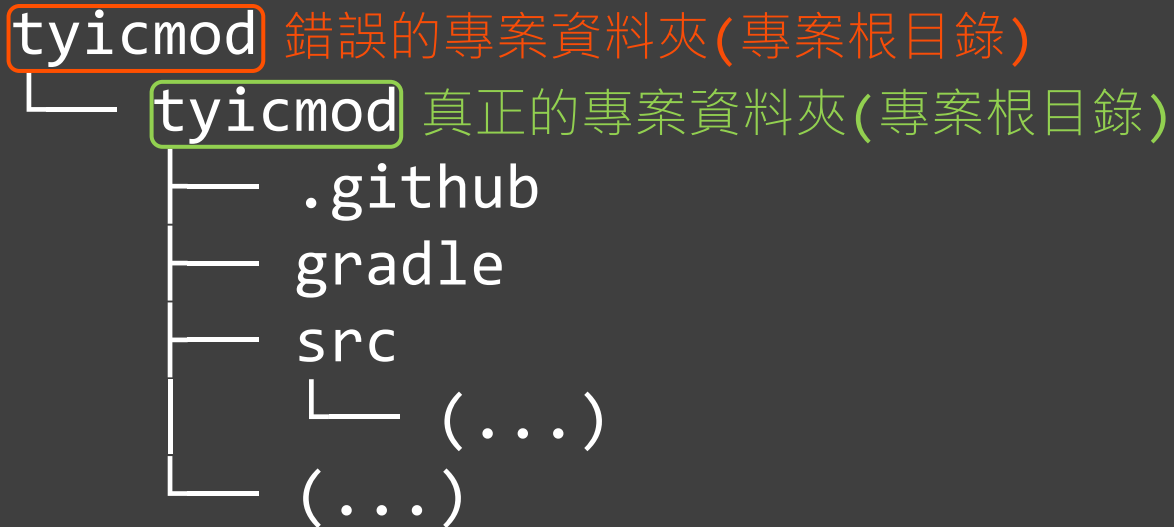 tyicmod 錯誤的專案資料夾(專案根目錄)
└── tyicmod 真正的專案資料夾(專案根目錄)
├── .github
├── gradle
├── src
│ └── (...)
└── (...)